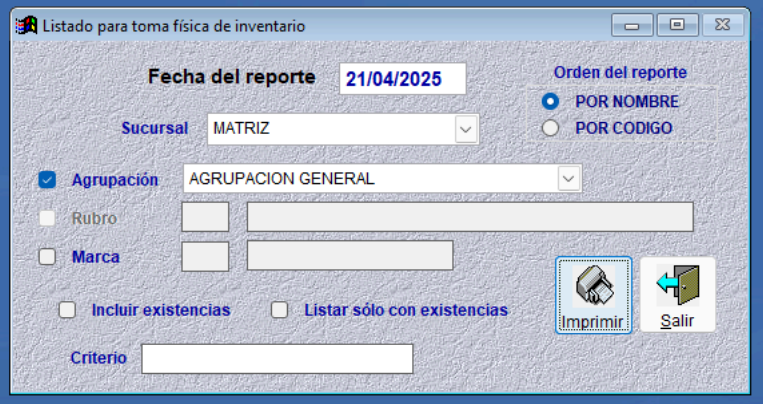 Listado para toma física de inventario
Fecha del reporte 21/04/2025
Orden del reporte
POR NOMBRE
POR CODIGO
Sucursal MATRIZ
Agrupación AGRUPACION GENERAL
Rubro
Marca
Incluir existencias Listar sólo con existencias
Imprimir Salir
Criterio